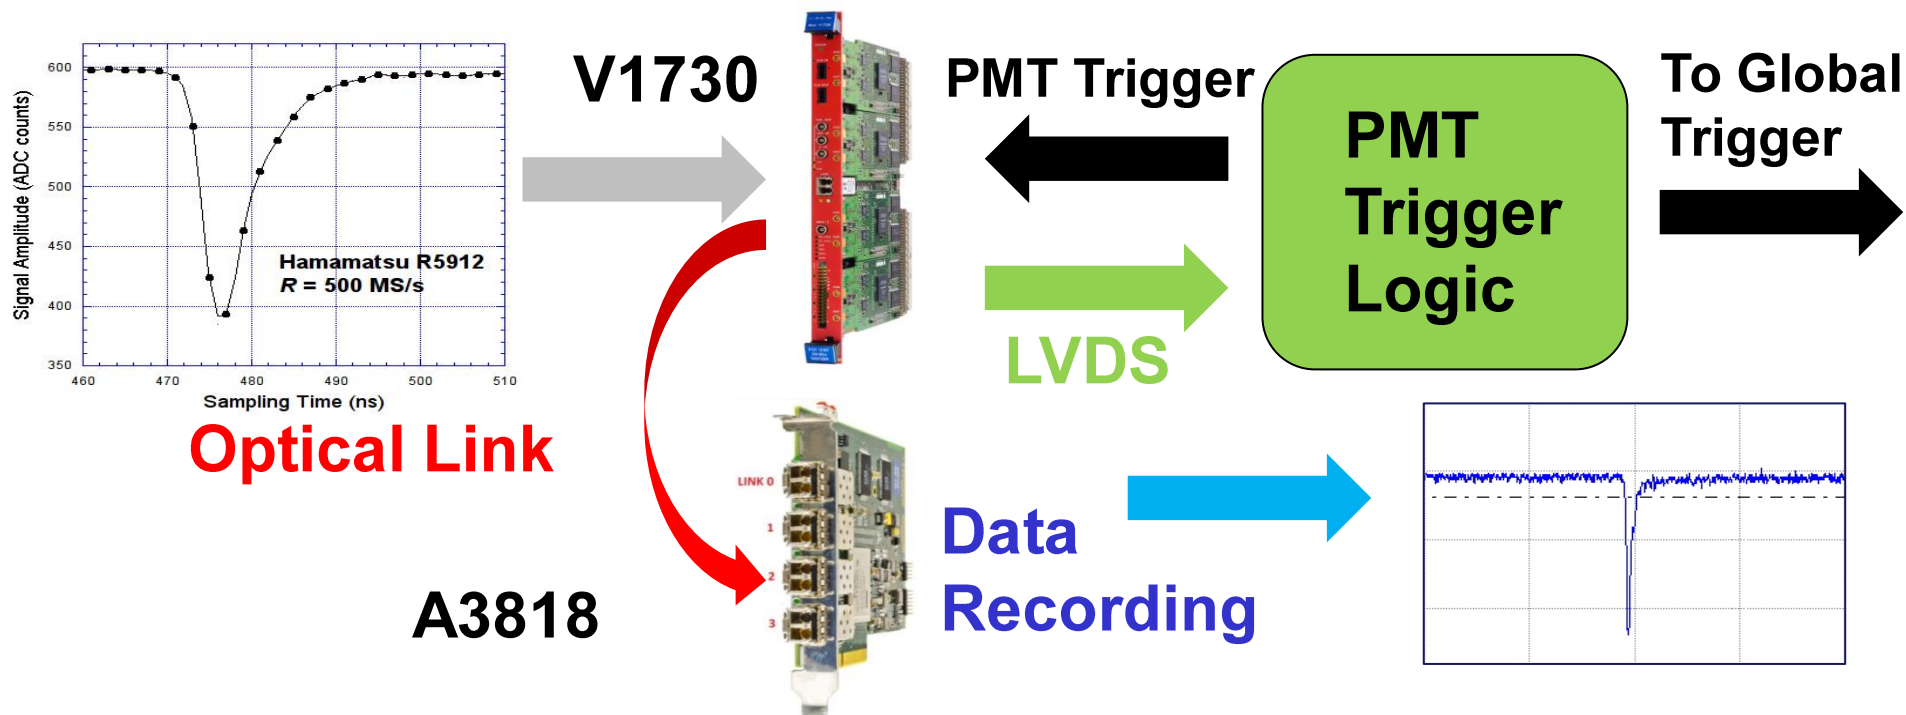 V1730
PMT Trigger
To Global
Trigger
PMT
Trigger
Logic
LVDS
Signal Amplitude (ADC counts)
600
550
500
450
400
350
460 470 480 490 500 510
Sampling Time (ns)
Hamamatsu R5912
R = 500 MS/s
Optical Link
A3818
LINK 0
1
2
3
Data
Recording